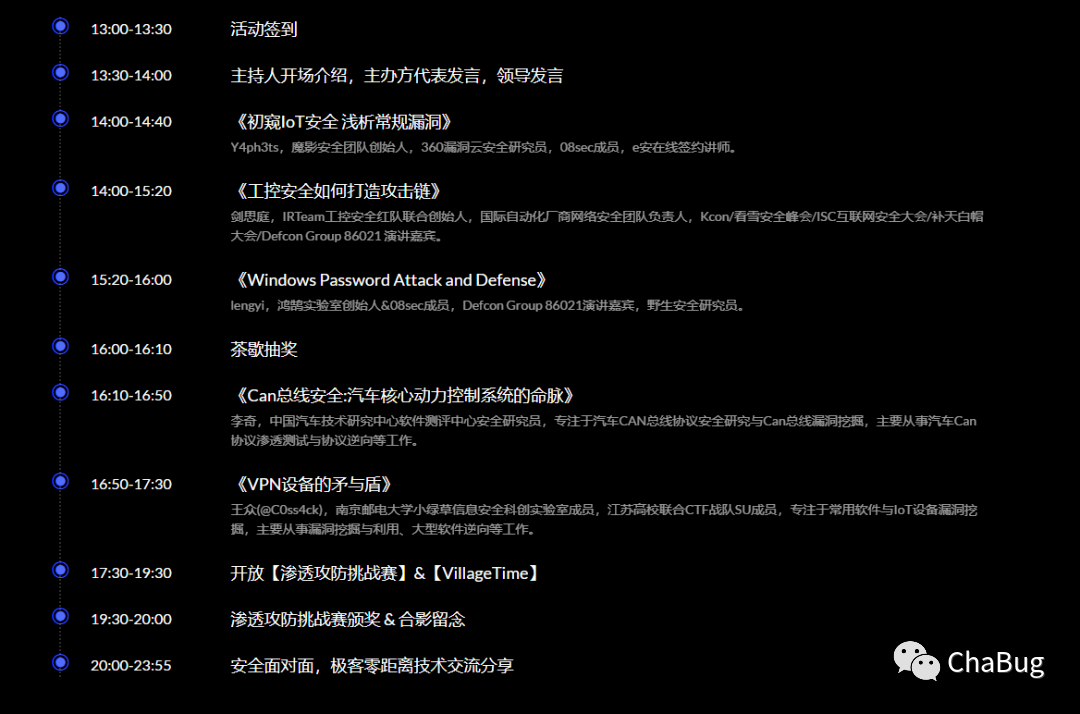 13:00-13:30 活动签到
13:30-14:00 主持人开场介绍，主办方代表发言，领导发言
14:00-14:40 《初窥IoT安全 浅析常规漏洞》
Y4ph3ts，魔影安全团队创始人，360漏洞云安全研究员，08sec成员，e安在线签约讲师。
14:00-15:20 《工控安全如何打造攻击链》
剑思庭，IRTeam工控安全红队联合创始人，国际自动化厂商网络安全团队负责人，Kcon/看雪安全峰会/ISC互联网安全大会/补天白帽
大会/Defcon Group 86021 演讲嘉宾。
15:20-16:00 《Windows Password Attack and Defense》
lengyi，鸿鹄实验室创始人&08sec成员，Defcon Group 86021演讲嘉宾，野生安全研究员。
16:00-16:10 茶歇抽奖
16:10-16:50 《Can总线安全:汽车核心动力控制系统的命脉》
李奇，中国汽车技术研究中心软件测评中心安全研究员，专注于汽车CAN总线协议安全研究与Can总线漏洞挖掘，主要从事汽车Can
协议渗透测试与协议逆向等工作。
16:50-17:30 《VPN设备的矛与盾》
王众(@C0ss4ck)，南京邮电大学小绿草信息安全科创实验室成员，江苏高校联合CTF战队SU成员，专注于常用软件与IoT设备漏洞挖
掘，主要从事漏洞挖掘与利用、大型软件逆向等工作。
17:30-19:30 开放【渗透攻防挑战赛】&【VillageTime】
19:30-20:00 渗透攻防挑战赛颁奖 & 合影留念
20:00-23:55 安全面对面，极客零距离技术交流分享
ChaBug